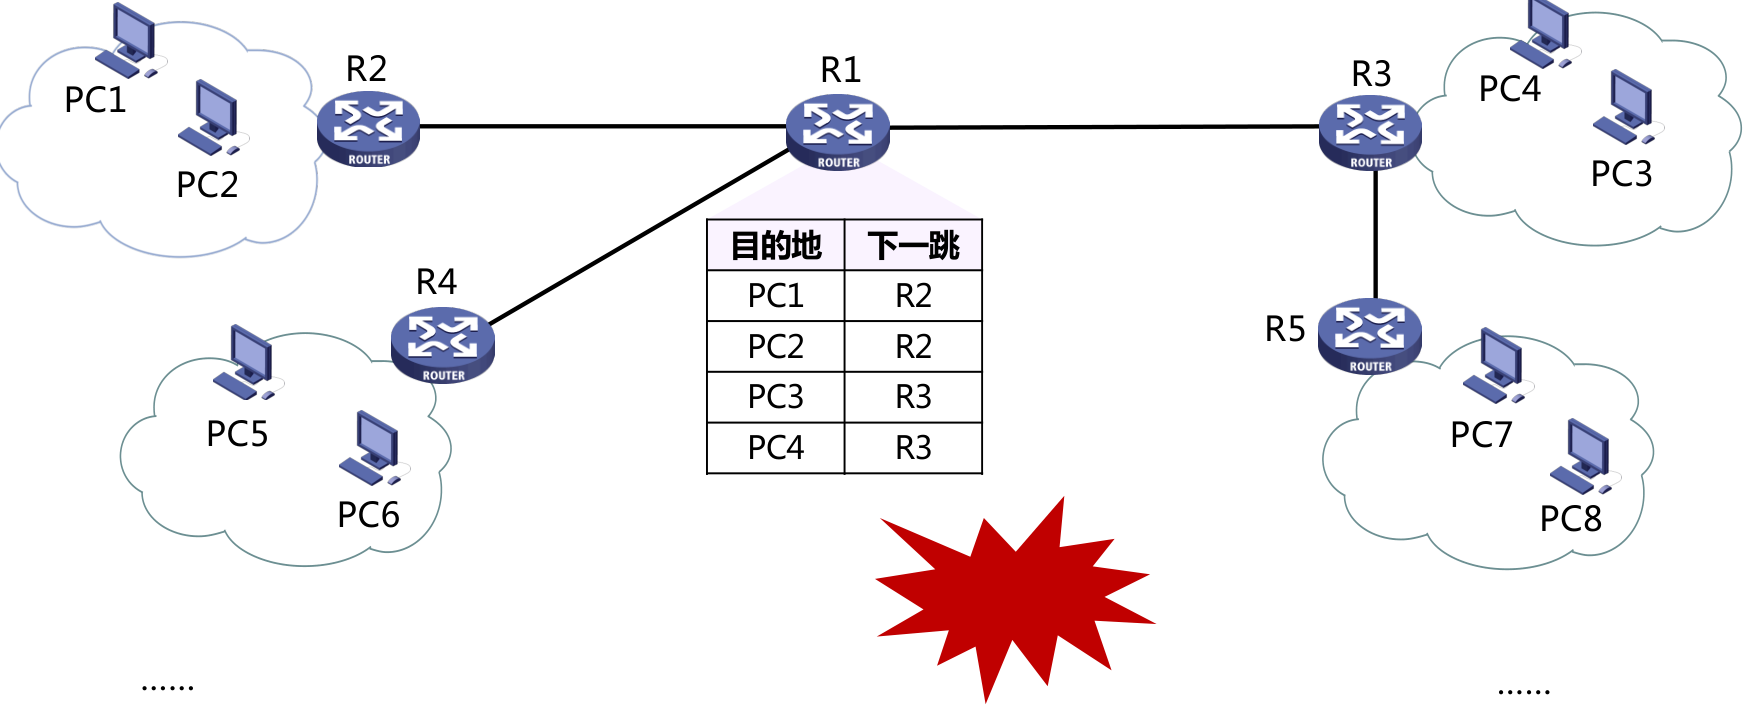 PC1
PC2
R2
ROUTER
R1
ROUTER
R3
ROUTER
PC4
PC3
R4
ROUTER
PC5
PC6
目的地 下一跳
PC1 R2
PC2 R2
PC3 R3
PC4 R3
R5
ROUTER
PC7
PC8
......
......